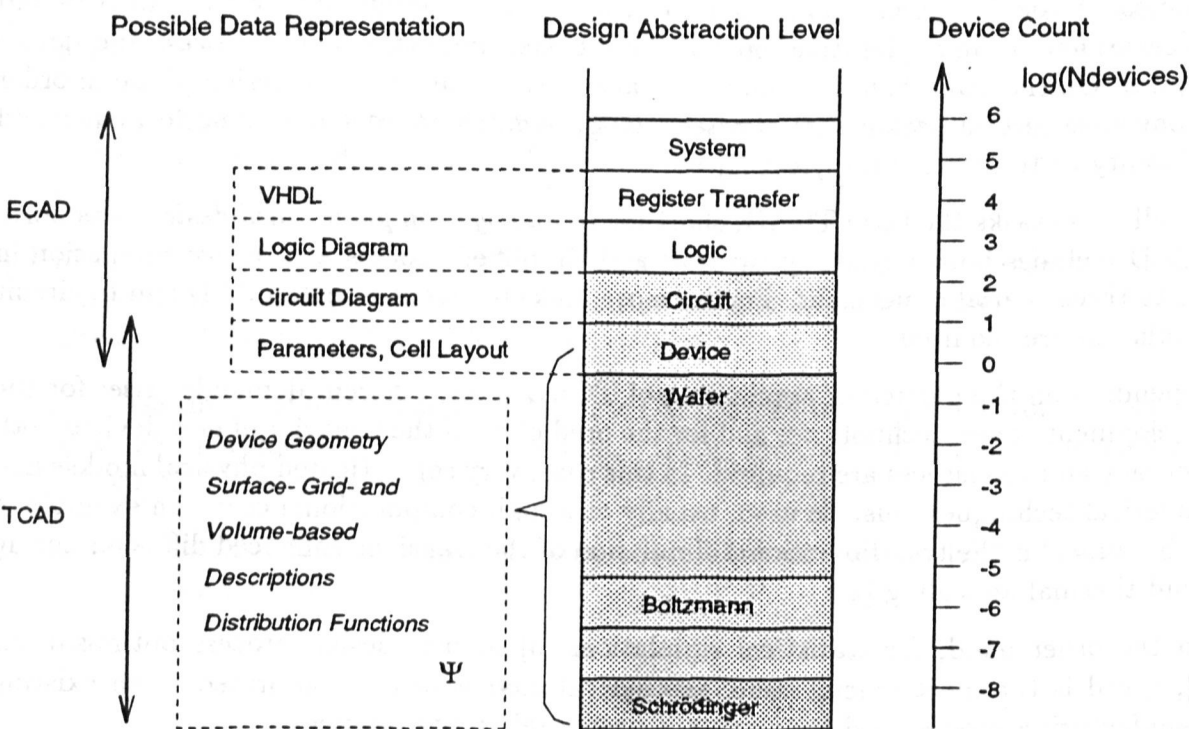 Possible Data Representation
Design Abstraction Level
Device Count
log(Ndevices)
ECAD
TCAD
VHDL
Logic Diagram
Circuit Diagram
Parameters, Cell Layout
Device Geometry
Surface- Grid- and
Volume-based
Descriptions
Distribution Functions
Ψ
System
Register Transfer
Logic
Circuit
Device
Wafer
Boltzmann
Schrödinger
6
5
4
3
2
1
0
-1
-2
-3
-4
-5
-6
-7
-8